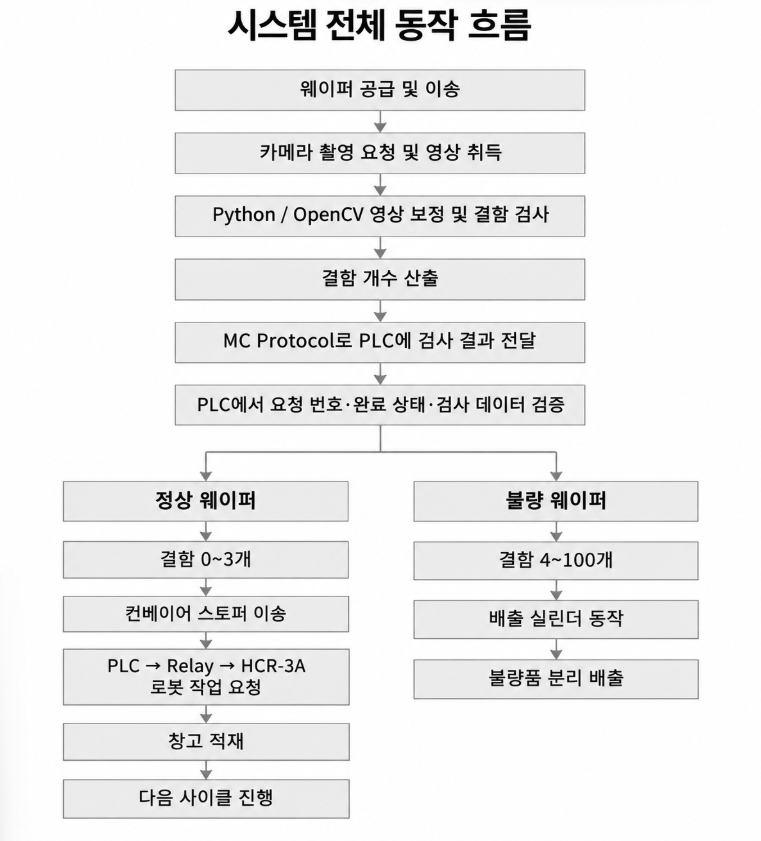 시스템 전체 동작 흐름
웨이퍼 공급 및 이송
카메라 촬영 요청 및 영상 취득
Python / OpenCV 영상 보정 및 결함 검사
결함 개수 산출
MC Protocol로 PLC에 검사 결과 전달
PLC에서 요청 번호·완료 상태·검사 데이터 검증
정상 웨이퍼
결함 0~3개
컨베이어 스토퍼 이송
PLC → Relay → HCR-3A
로봇 작업 요청
창고 적재
다음 사이클 진행
불량 웨이퍼
결함 4~100개
배출 실린더 동작
불량품 분리 배출